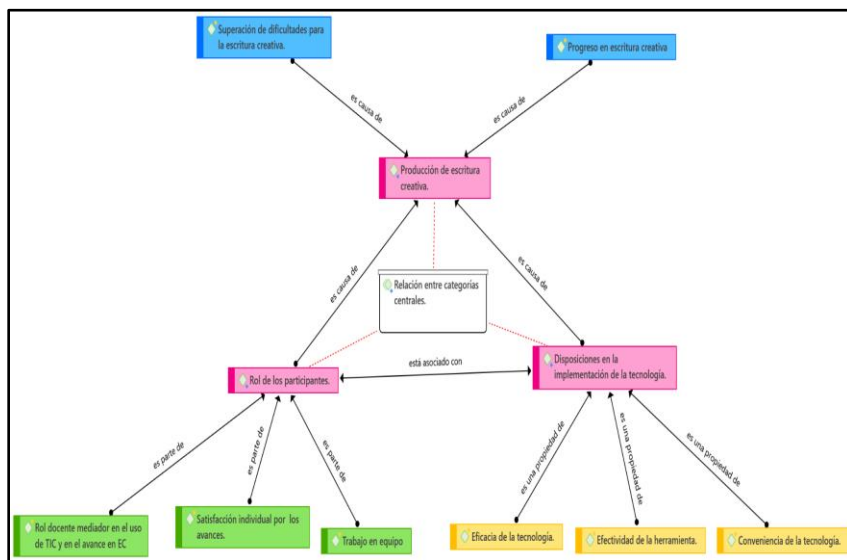 Superación de dificultades para
la escritura creativa.
Progreso en escritura creativa
es causa de
es causa de
Producción de escritura
creativa.
es causa de
es causa de
Relación entre categorías
centrales.
está asociado con
Rol de los participantes.
Disposiciones en la
implementación de la tecnología.
es parte de
es parte de
es parte de
es una propiedad de
es una propiedad de
es una propiedad de
Rol docente mediador en el uso
de TIC y en el avance en EC
Satisfacción individual por los
avances.
Trabajo en equipo
Eficacia de la tecnología.
Efectividad de la herramienta.
Conveniencia de la tecnología.